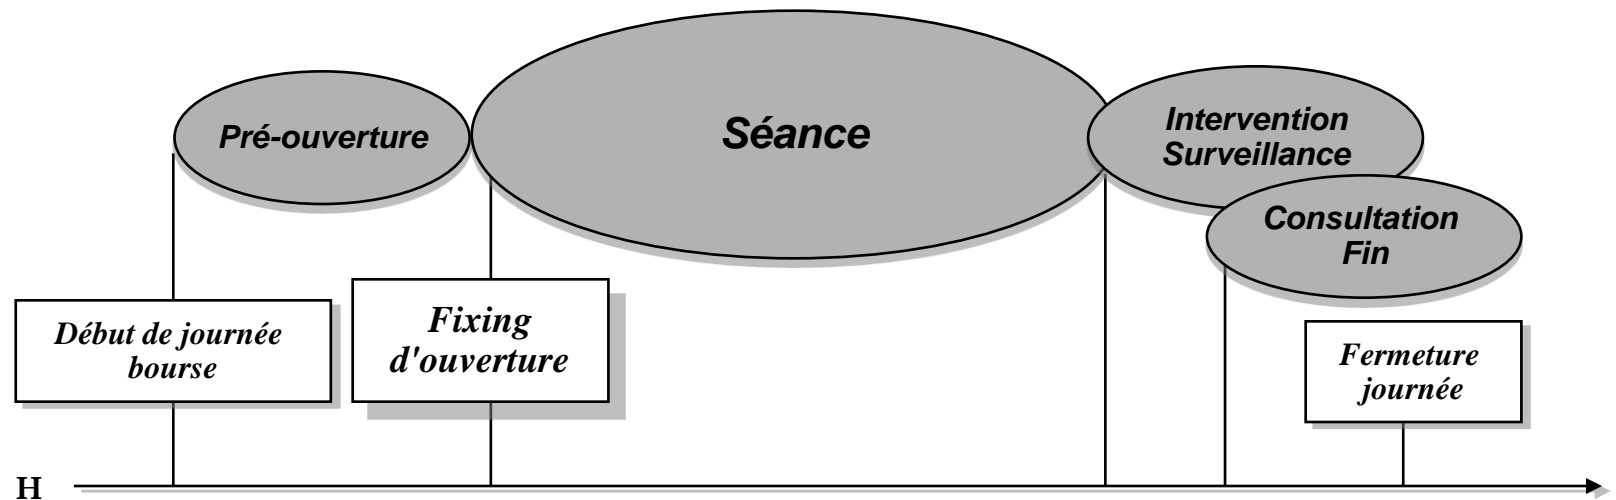 Pré-ouverture
Séance
Intervention
Surveillance
Consultation
Fin
Début de journée
bourse
Fixing
d'ouverture
Fermeture
journée
H